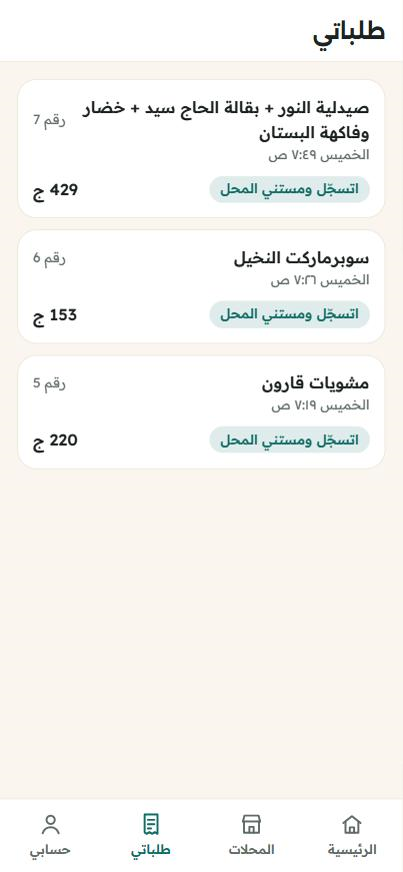 طلباتي
صيدلية النور + بقالة الحاج سيد + خضار
رقم 7
وفاكهة البستان
الخميس ٧:٤٩ ص
اتسجّل ومستني المحل
429 ج
سوبرماركت النخيل
رقم 6
الخميس ٧:٢٦ ص
اتسجّل ومستني المحل
153 ج
مشويات قارون
رقم 5
الخميس ٧:١٩ ص
اتسجّل ومستني المحل
220 ج
الرئيسية
المحلات
طلباتي
حسابي